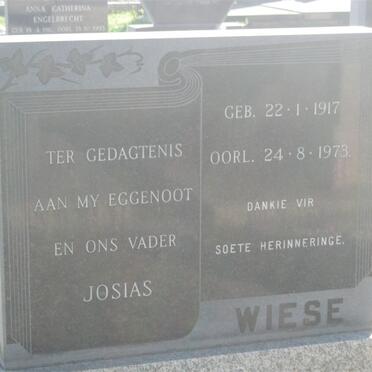 ANNA CATHERINA
ENGELBRECHT
TER GEDAGTENIS
AAN MY EGGENOOT
EN ONS VADER
JOSIAS
GEB. 22·1·1917
OORL. 24·8·1973.
DANKIE VIR
SOETE HERINNERINGE.
WIESE